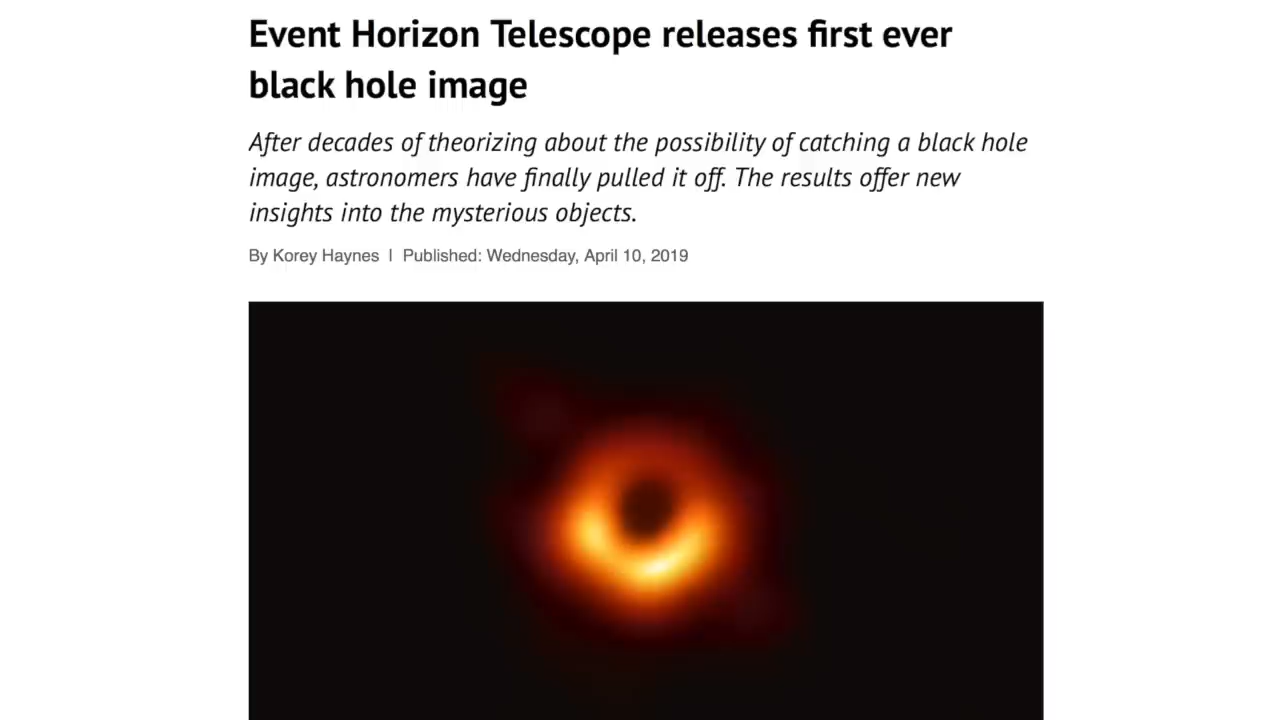 Event Horizon Telescope releases first ever
black hole image
After decades of theorizing about the possibility of catching a black hole
image, astronomers have finally pulled it off. The results offer new
insights into the mysterious objects.
By Korey Haynes | Published: Wednesday, April 10, 2019